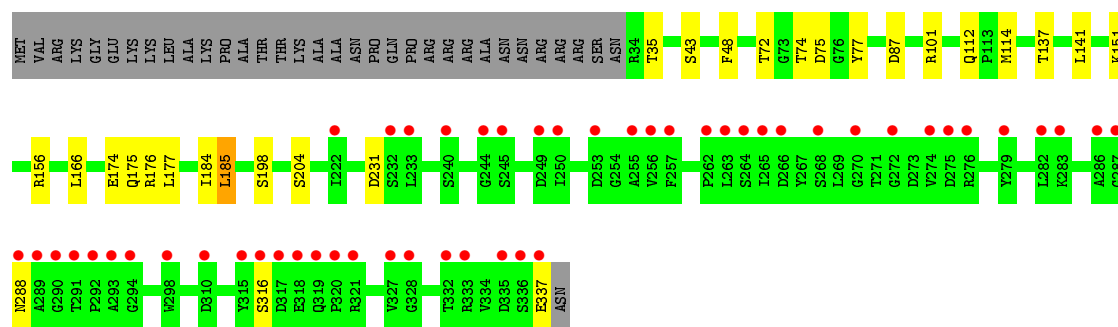 MET VAL ARG LYS GLY GLU LYS LYS LEU ALA LYS PRO ALA THR THR LYS ALA ALA ASN PRO GLN PRO ARG ARG ARG ALA ASN ASN ARG ARG ARG SER ASN R34 T35 S43 F48 T72 G73 T74 D75 G76 Y77 D87 R101 Q112 P113 M114 T137 L141 K151
R156 L166 E174 Q175 R176 L177 I184 L185 S198 S204 I222 D231 S232 L233 S240 G244 S245 D249 I250 D253 G254 A255 V256 F257 P262 L263 S264 I265 D266 Y267 S268 L269 G270 T271 G272 D273 V274 D275 R276 Y279 L282 K283 A286 G287
N288 A289 G290 T291 P292 A293 G294 W298 D310 Y315 S316 D317 E318 Q319 P320 R321 V327 G328 T332 R333 V334 D335 S336 E337 ASN